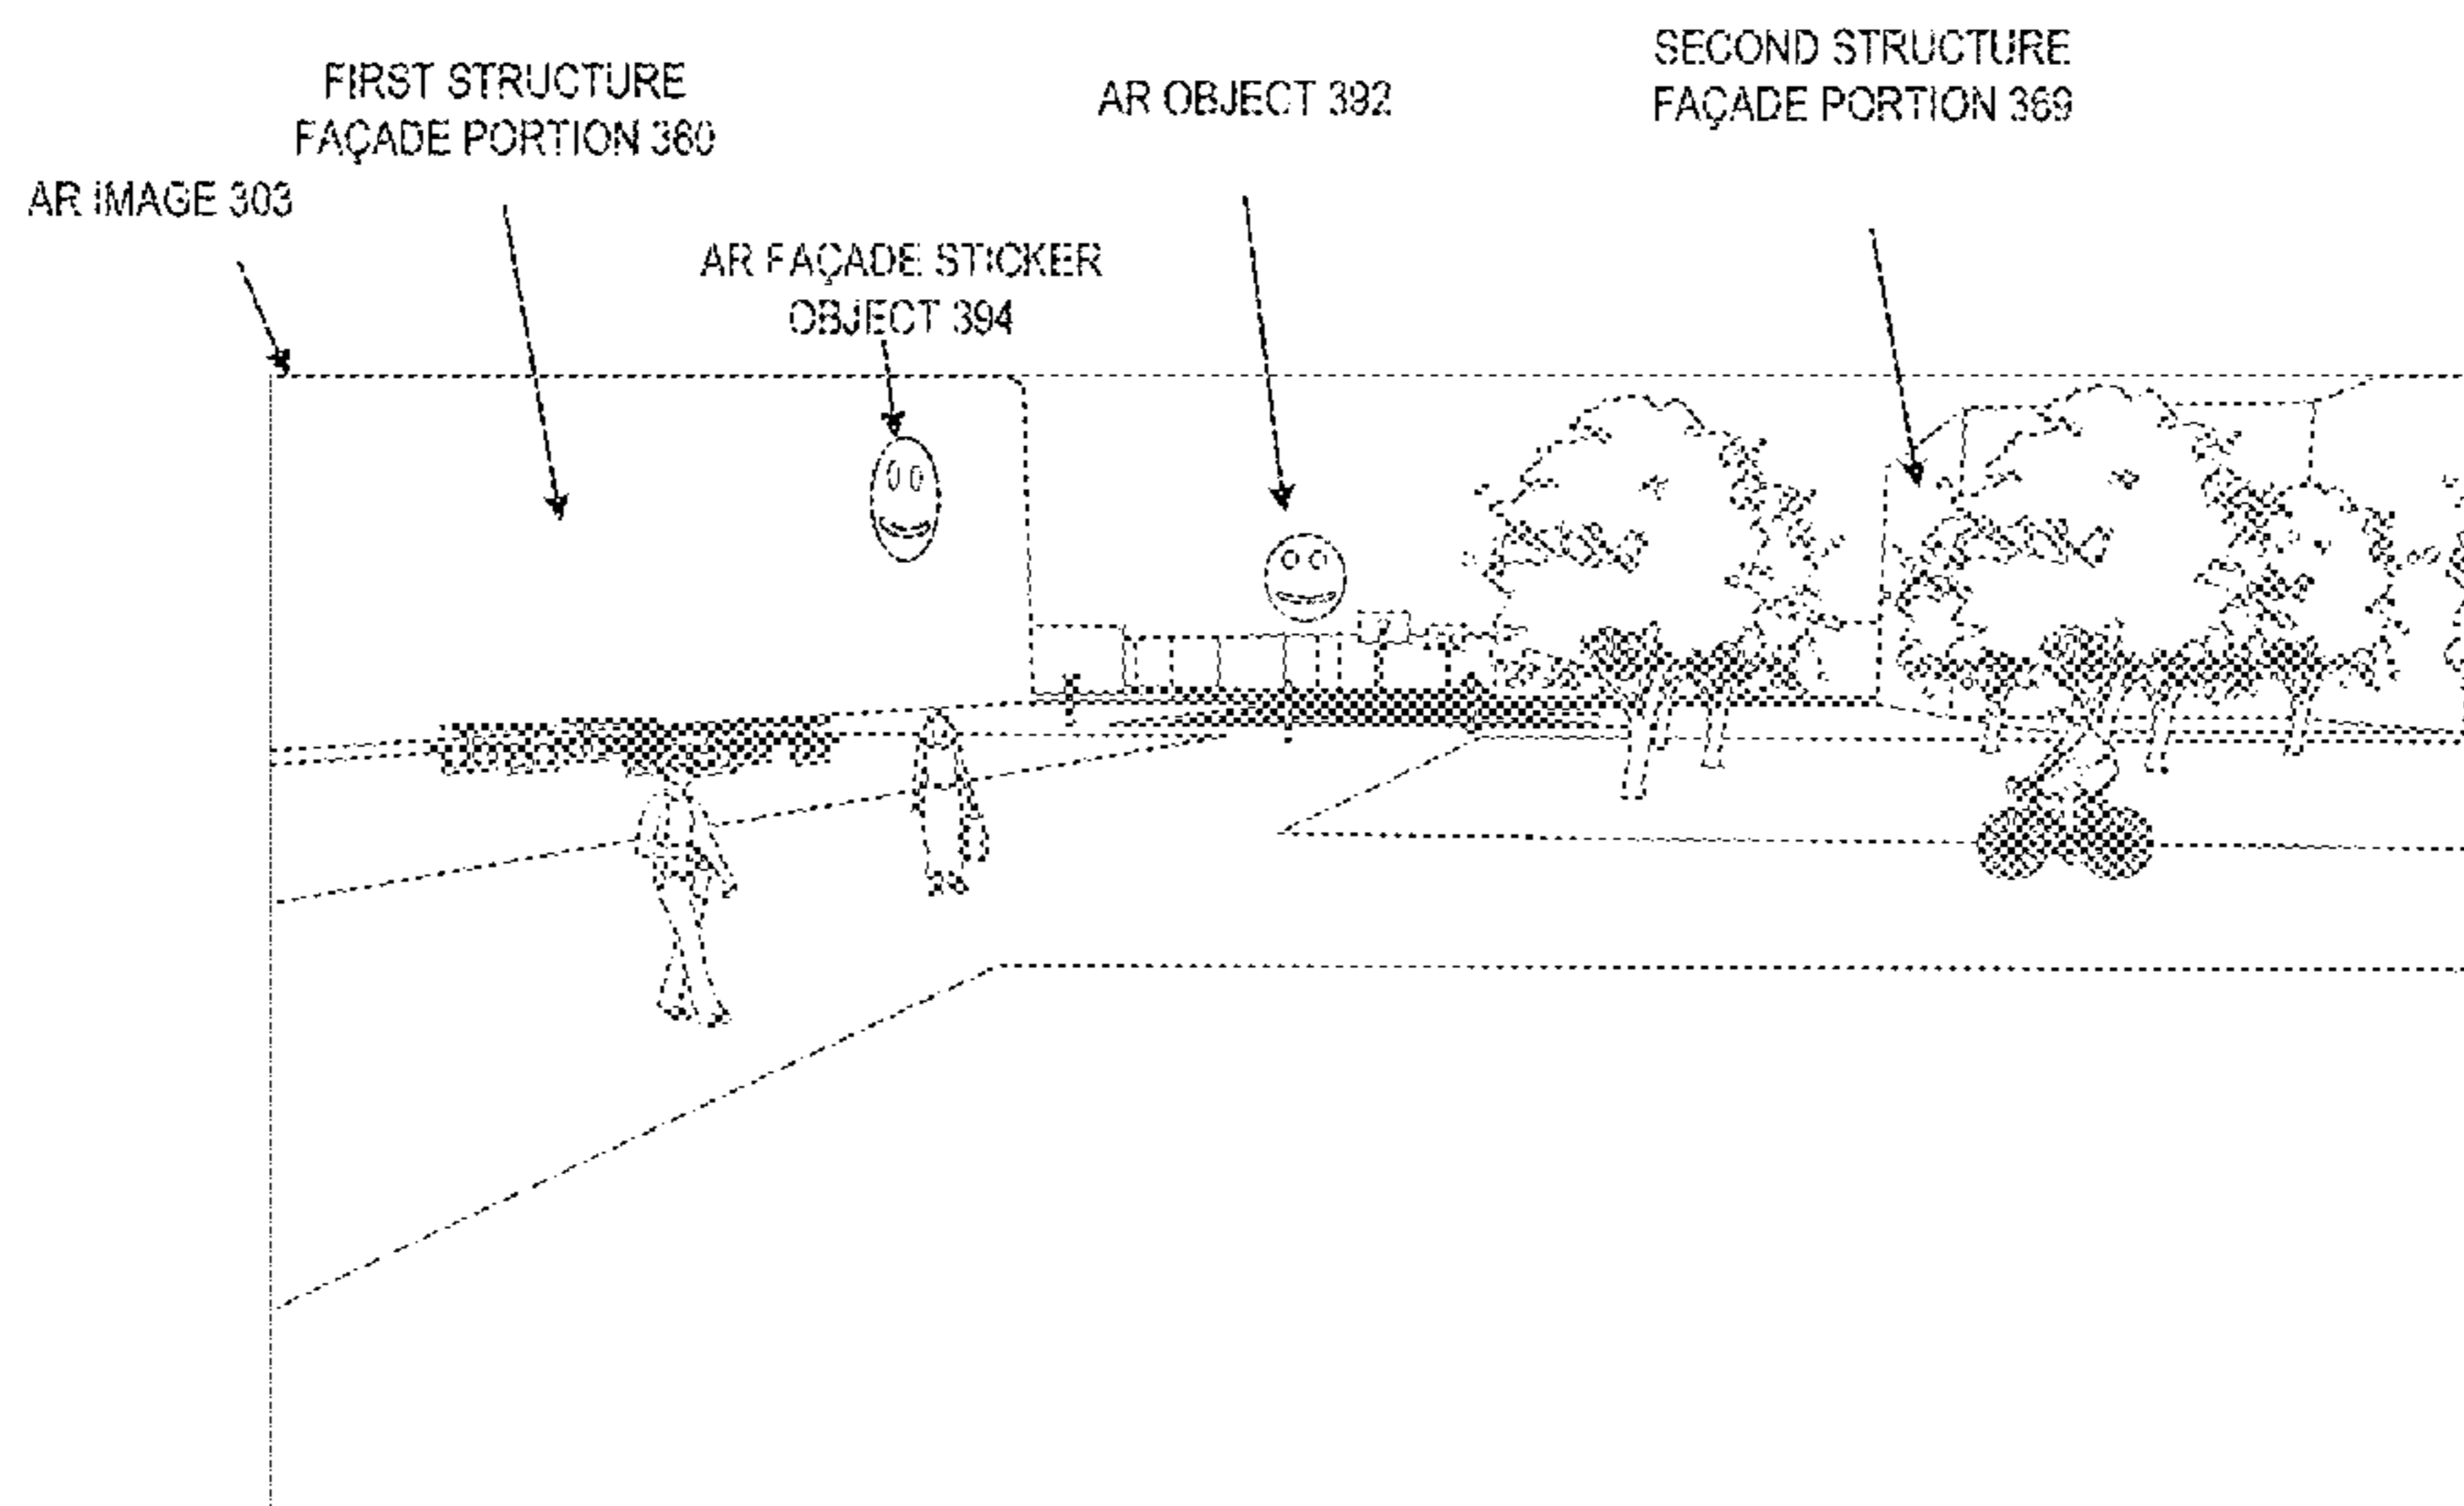 SECOND STRUCTURE
FAÇADE PORTION 369
FIRST STRUCTURE
FAÇADE PORTION 360
AR OBJECT 392
AR IMAGE 303
AR FAÇADE STICKER
OBJECT 394